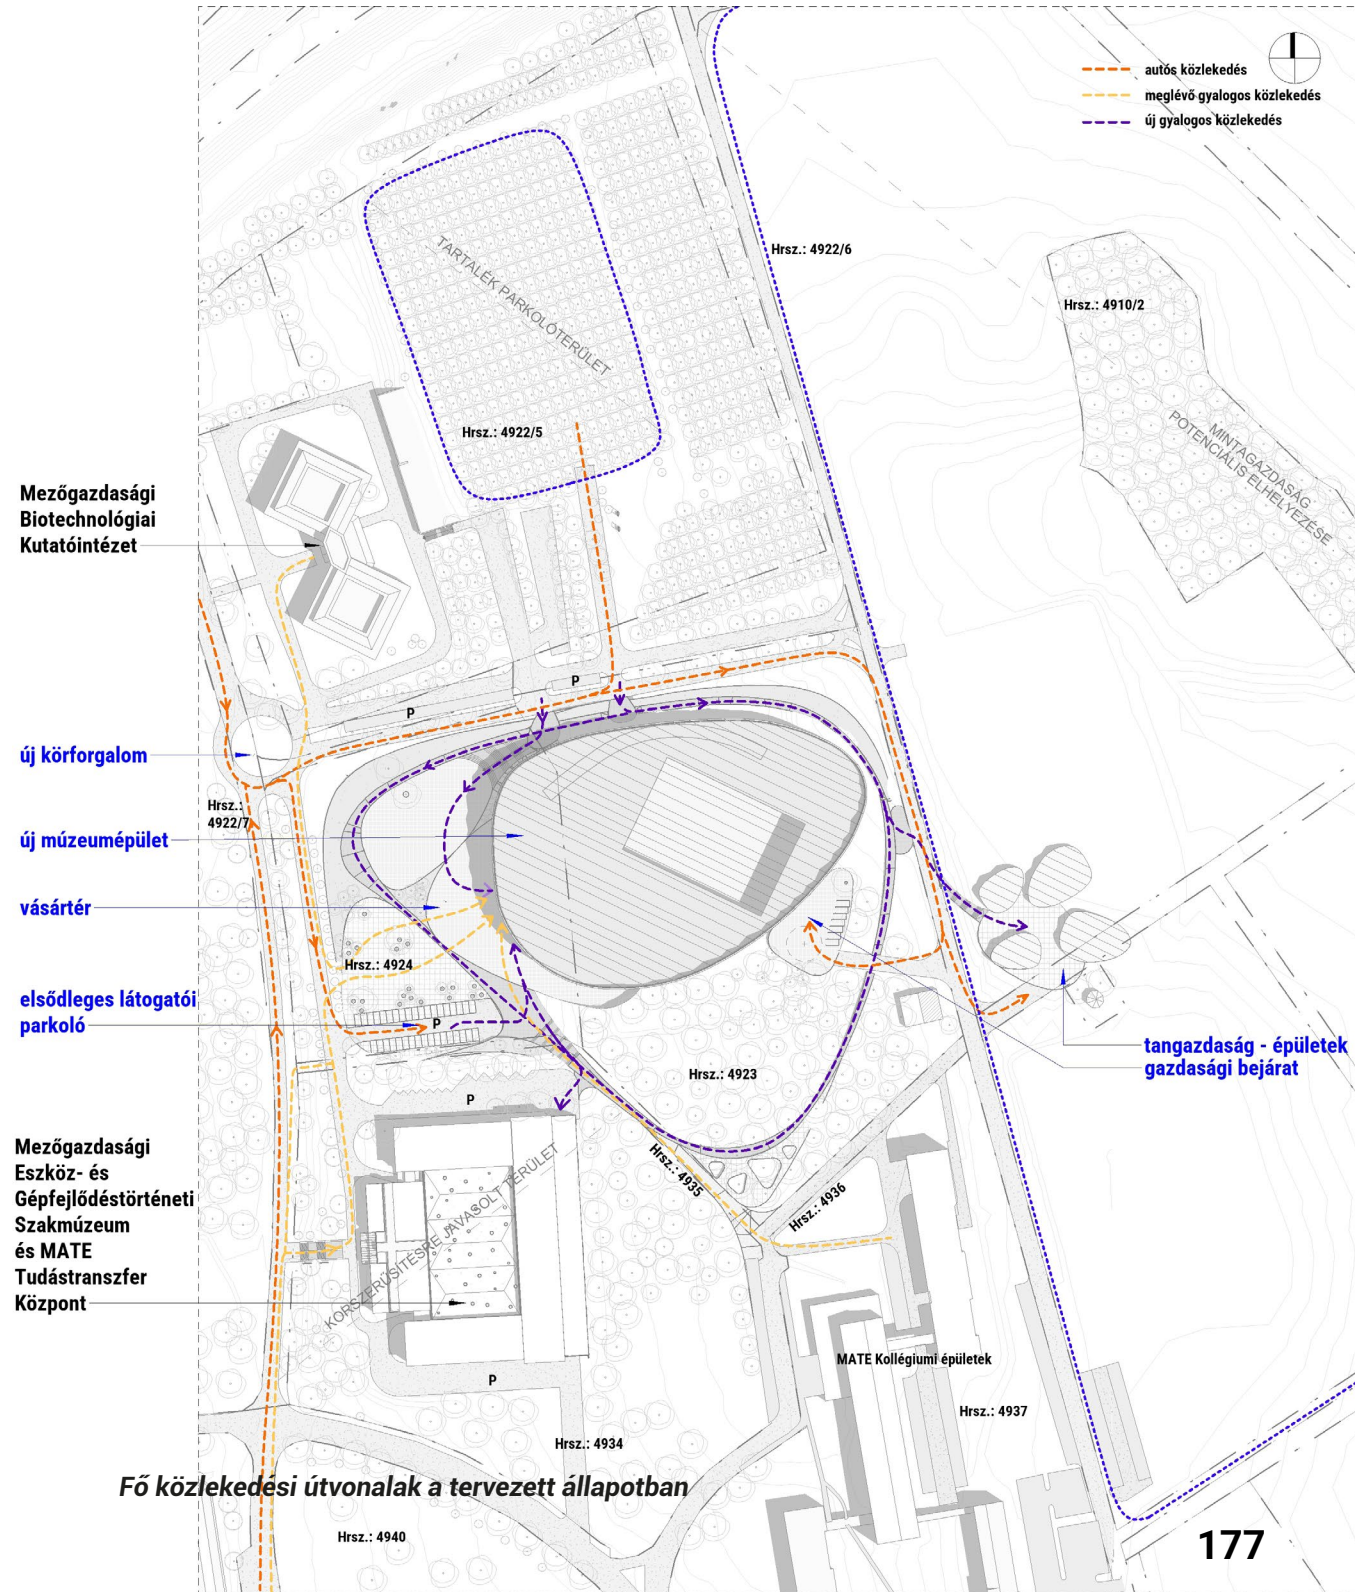 autós közlekedés
meglévő gyalogos közlekedés
új gyalogos közlekedés
Hrsz.: 4922/6
TARTALÉK PARKOLÓTERÜLET
Hrsz.: 4910/2
Hrsz.: 4922/5
MINTAGAZDASÁG
POTENCIÁLIS ELHELYEZÉSE
Mezőgazdasági
Biotechnológiai
Kutatóintézet
P
P
új körforgalom
Hrsz.:
4922/7
új múzeumépület
vásártér
Hrsz.: 4924
elsődleges látogatói
parkoló
P
tangazdaság - épületek
gazdasági bejárat
Hrsz.: 4923
P
Mezőgazdasági
Eszköz- és
Gépfejlődéstörténeti
Szakmúzeum
és MATE
Tudástranszfer
Központ
KORSZERŰSÍTÉSRE JAVASOLT TERÜLET
Hrsz.: 4935
Hrsz.: 4936
MATE Kollégiumi épületek
P
Hrsz.: 4937
Hrsz.: 4934
Fő közlekedési útvonalak a tervezett állapotban
Hrsz.: 4940
177